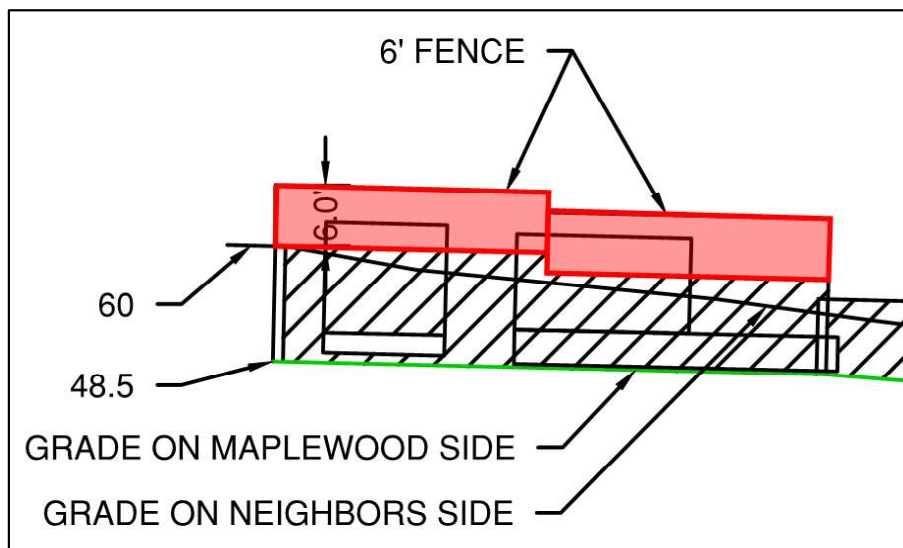 6' FENCE
6.0'
60
48.5
GRADE ON MAPLEWOOD SIDE
GRADE ON NEIGHBORS SIDE